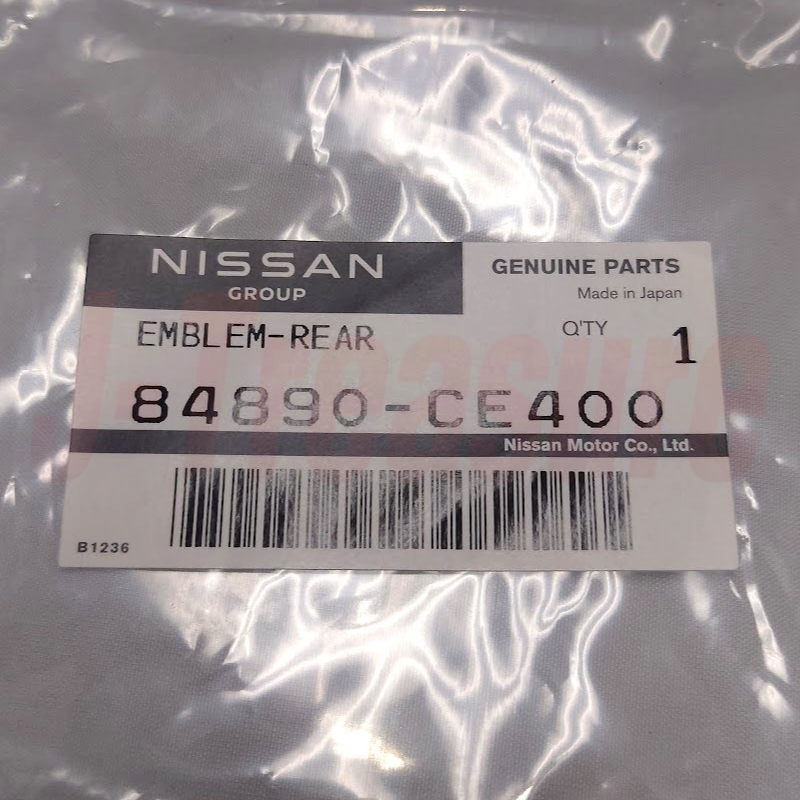 NISSAN
GROUP
GENUINE PARTS
Made in Japan
EMBLEM-REAR
Q'TY 1
84890-CE400
Nissan Motor Co., Ltd.
B1236